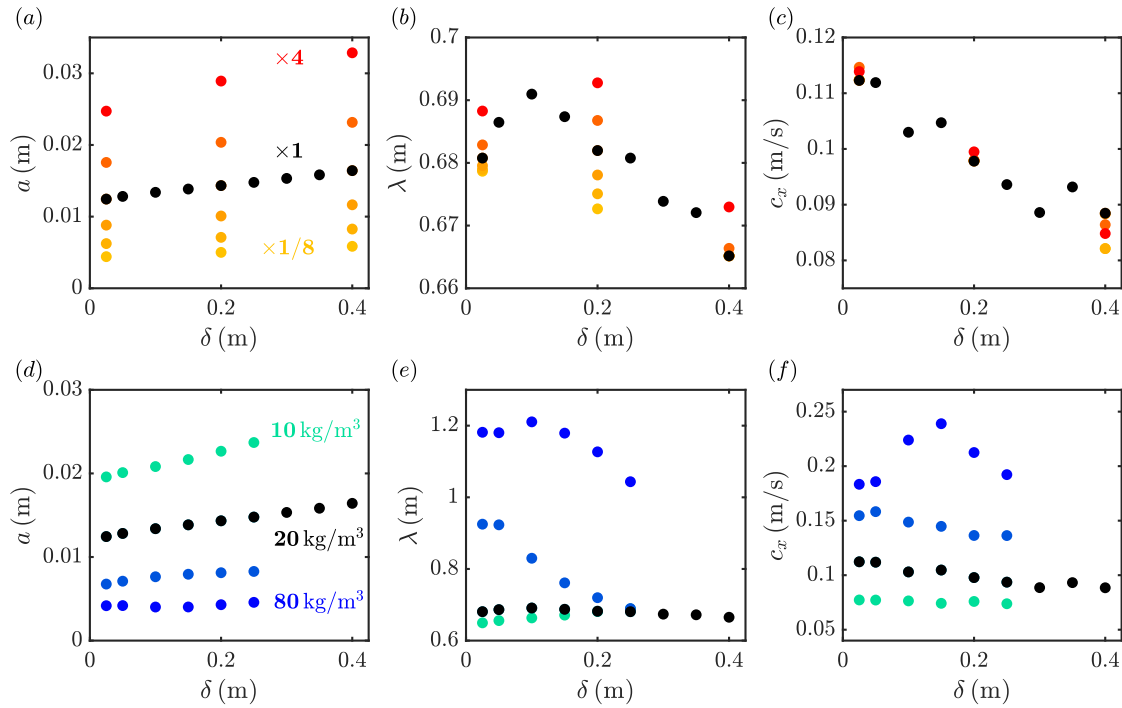 (a)
0.03
0.02
0.01
0
a (m)
×4
×1
×1/8
0
0.2
0.4
δ (m)
(b)
0.7
0.69
0.68
0.67
0.66
λ (m)
0
0.2
0.4
δ (m)
(c)
0.12
0.11
0.1
0.09
0.08
cₓ (m/s)
0
0.2
0.4
δ (m)
(d)
0.03
0.02
0.01
0
a (m)
10 kg/m³
20 kg/m³
80 kg/m³
0
0.2
0.4
δ (m)
(e)
1.2
1
0.8
0.6
λ (m)
0
0.2
0.4
δ (m)
(f)
0.25
0.2
0.15
0.1
0.05
cₓ (m/s)
0
0.2
0.4
δ (m)